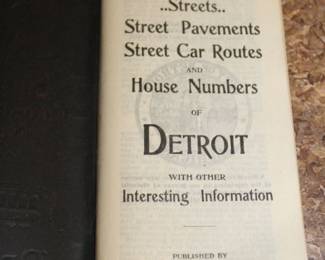 ..Streets..
Street Pavements
Street Car Routes
AND
House Numbers
OF
DETROIT
WITH OTHER
Interesting Information
PUBLISHED BY